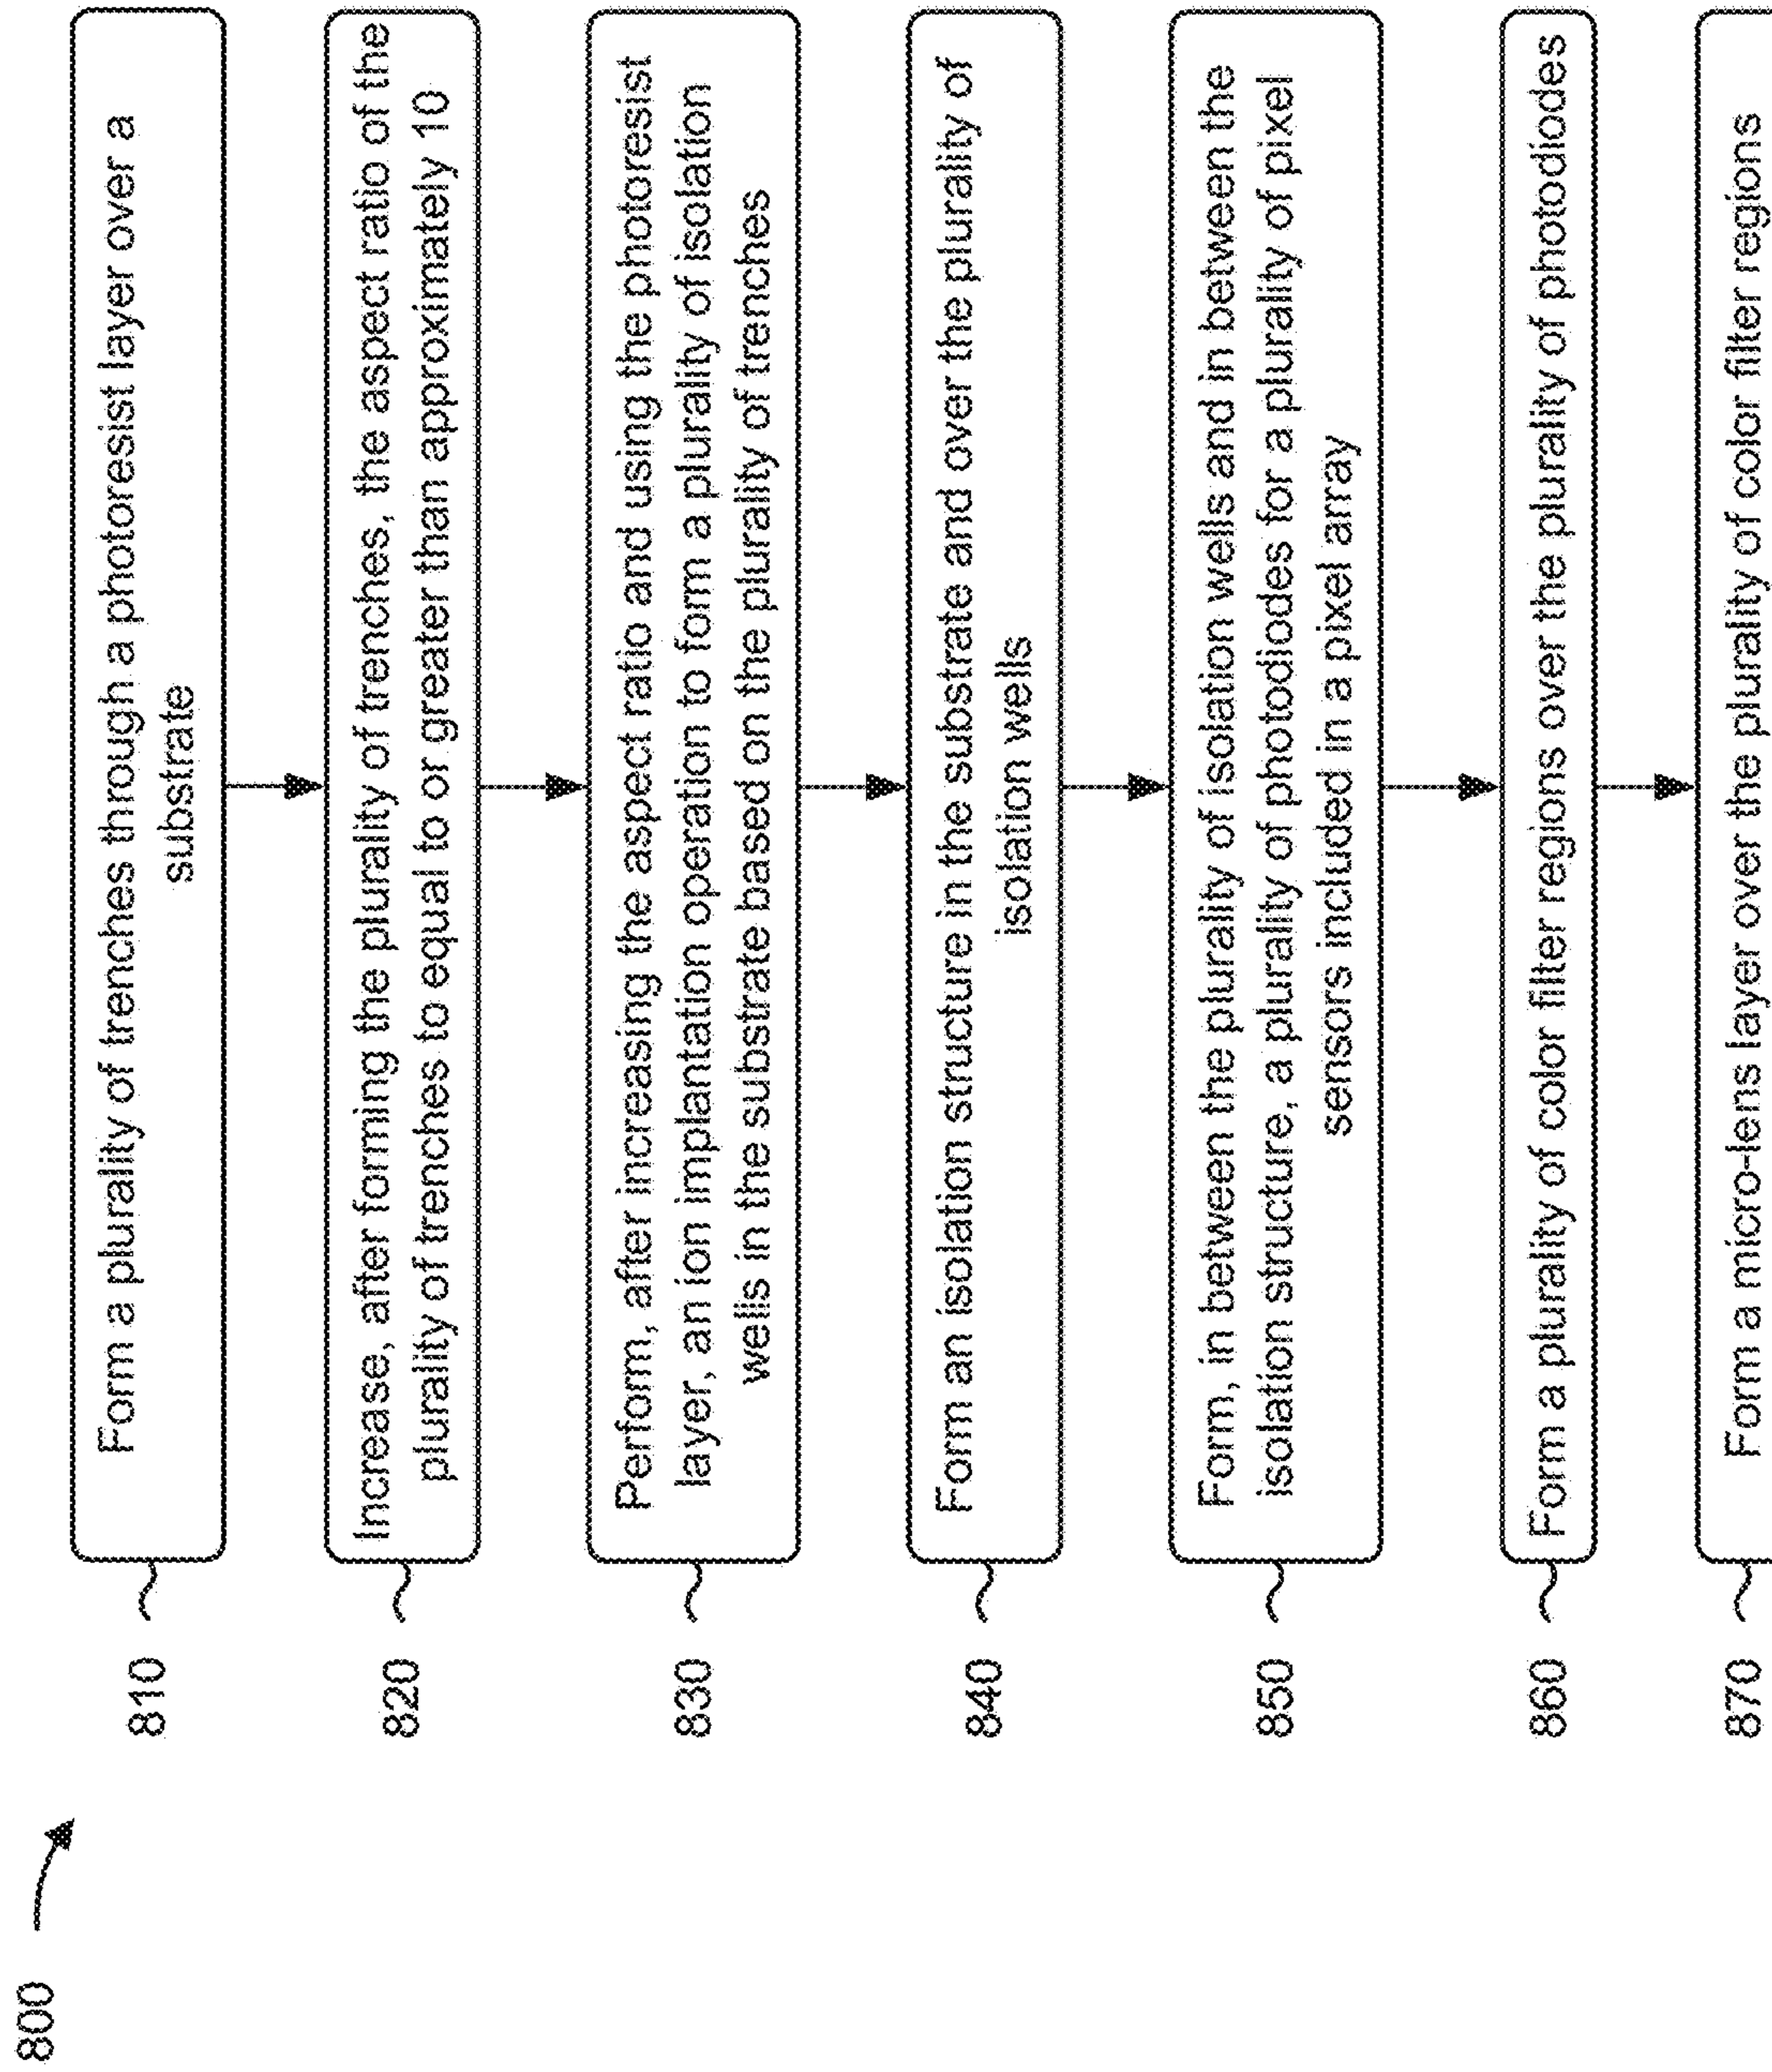 800
810
Form a plurality of trenches through a photoresist layer over a
substrate
820
Increase, after forming the plurality of trenches, the aspect ratio of the
plurality of trenches to equal to or greater than approximately 10
830
Perform, after increasing the aspect ratio and using the photoresist
layer, an ion implantation operation to form a plurality of isolation
wells in the substrate based on the plurality of trenches
840
Form an isolation structure in the substrate and over the plurality of
isolation wells
850
Form, in between the plurality of isolation wells and in between the
isolation structure, a plurality of photodiodes for a plurality of pixel
sensors included in a pixel array
860
Form a plurality of color filter regions over the plurality of photodiodes
870
Form a micro-lens layer over the plurality of color filter regions